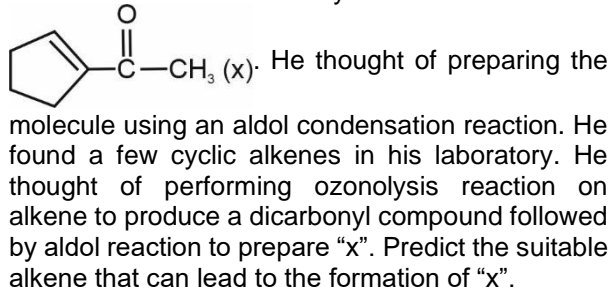 O
C—CH₃ (x). He thought of preparing the
molecule using an aldol condensation reaction. He
found a few cyclic alkenes in his laboratory. He
thought of performing ozonolysis reaction on
alkene to produce a dicarbonyl compound followed
by aldol reaction to prepare “x”. Predict the suitable
alkene that can lead to the formation of “x”.